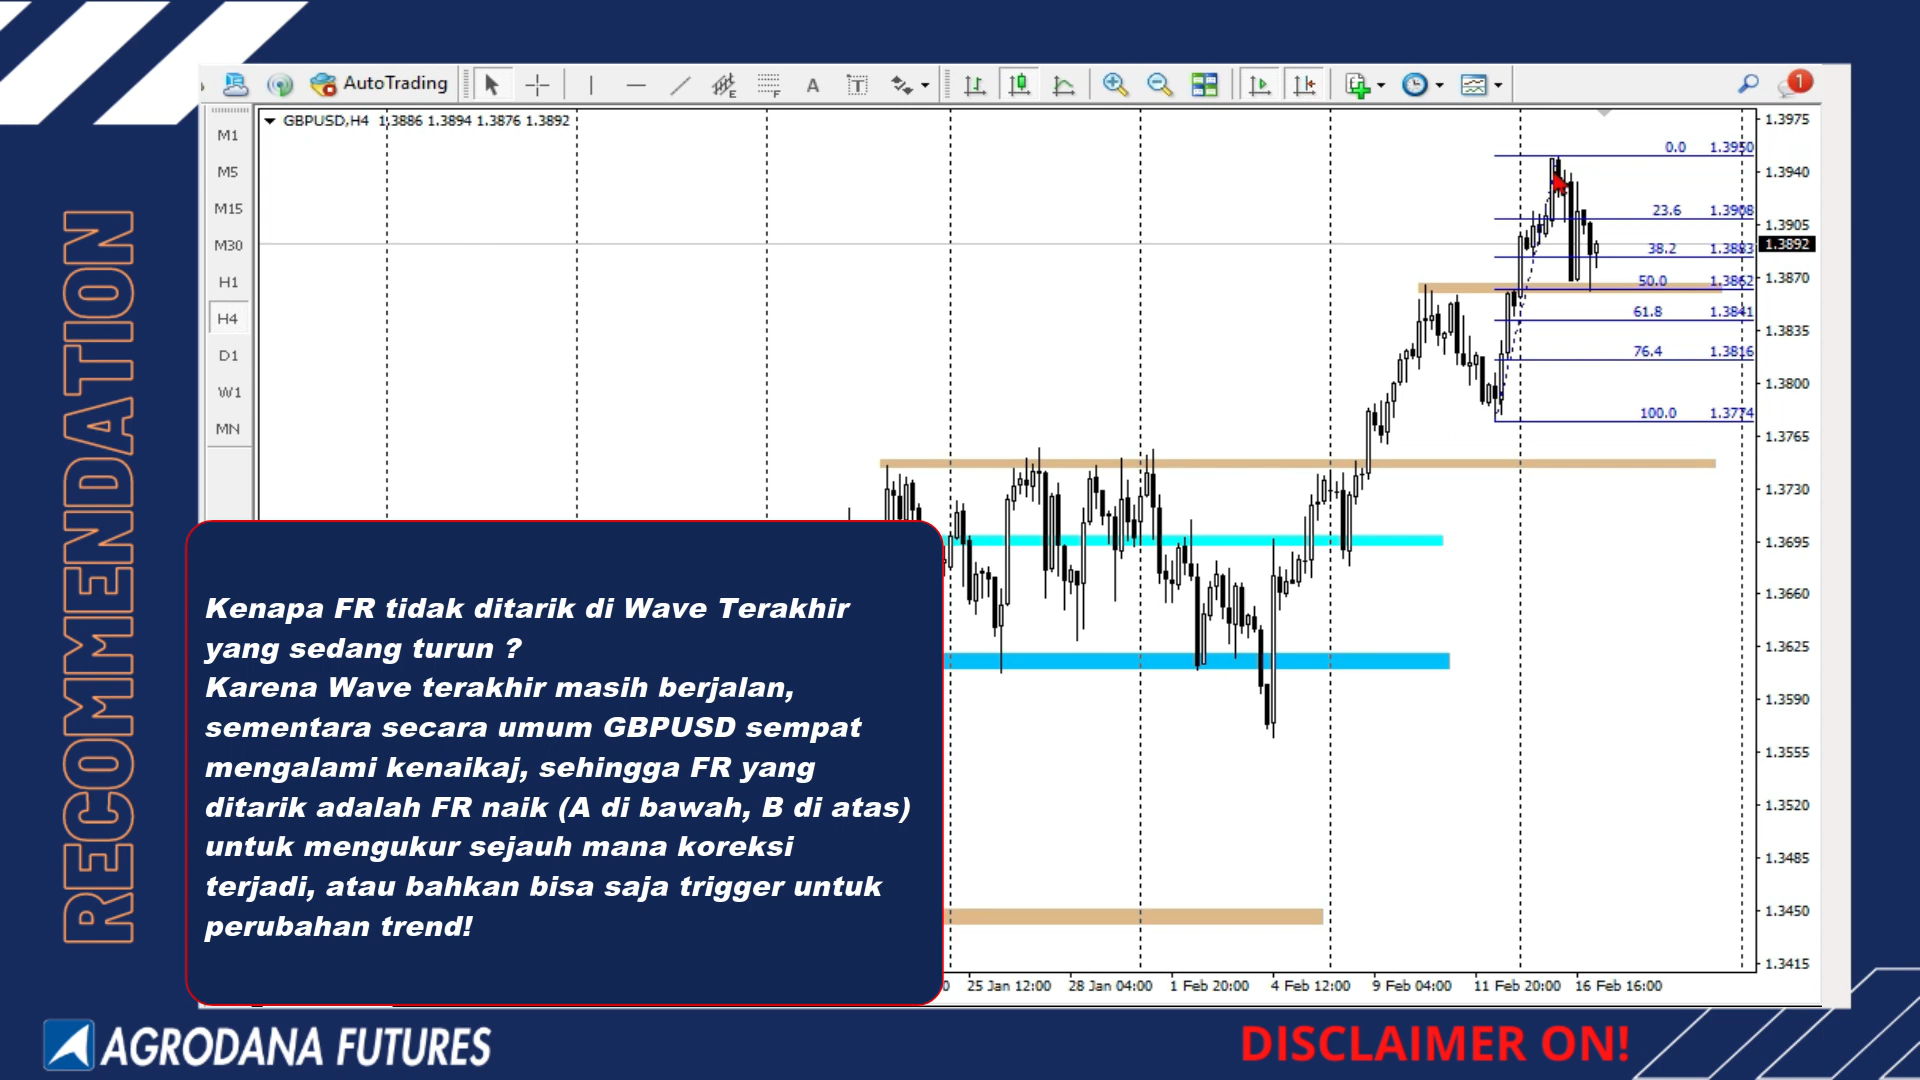 RECOMMENDATION
AutoTrading
E
F
A
T
1
M1
M5
M15
M30
H1
H4
D1
W1
MN
GBPUSD,H4 1.3886 1.3894 1.3876 1.3892
0.0 1.3950
23.6 1.3908
38.2 1.3883
50.0 1.3862
61.8 1.3841
76.4 1.3816
100.0 1.3774
1.3975
1.3940
1.3905
1.3892
1.3870
1.3835
1.3800
1.3765
1.3730
1.3695
1.3660
1.3625
1.3590
1.3555
1.3520
1.3485
1.3450
1.3415
Kenapa FR tidak ditarik di Wave Terakhir
yang sedang turun ?
Karena Wave terakhir masih berjalan,
sementara secara umum GBPUSD sempat
mengalami kenaikaj, sehingga FR yang
ditarik adalah FR naik (A di bawah, B di atas)
untuk mengukur sejauh mana koreksi
terjadi, atau bahkan bisa saja trigger untuk
perubahan trend!
25 Jan 12:00 28 Jan 04:00 1 Feb 20:00 4 Feb 12:00 9 Feb 04:00 11 Feb 20:00 16 Feb 16:00
AGRODANA FUTURES
DISCLAIMER ON!